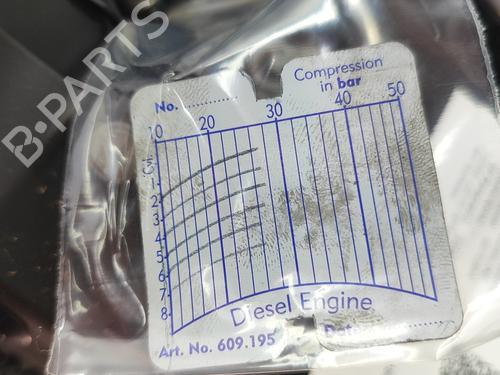 B-PARTS
Compression
in bar
No. ..................
10 20 30 40 50
Cyl.
1
2
3
4
5
6
7
8
Diesel Engine
Art. No. 609.195